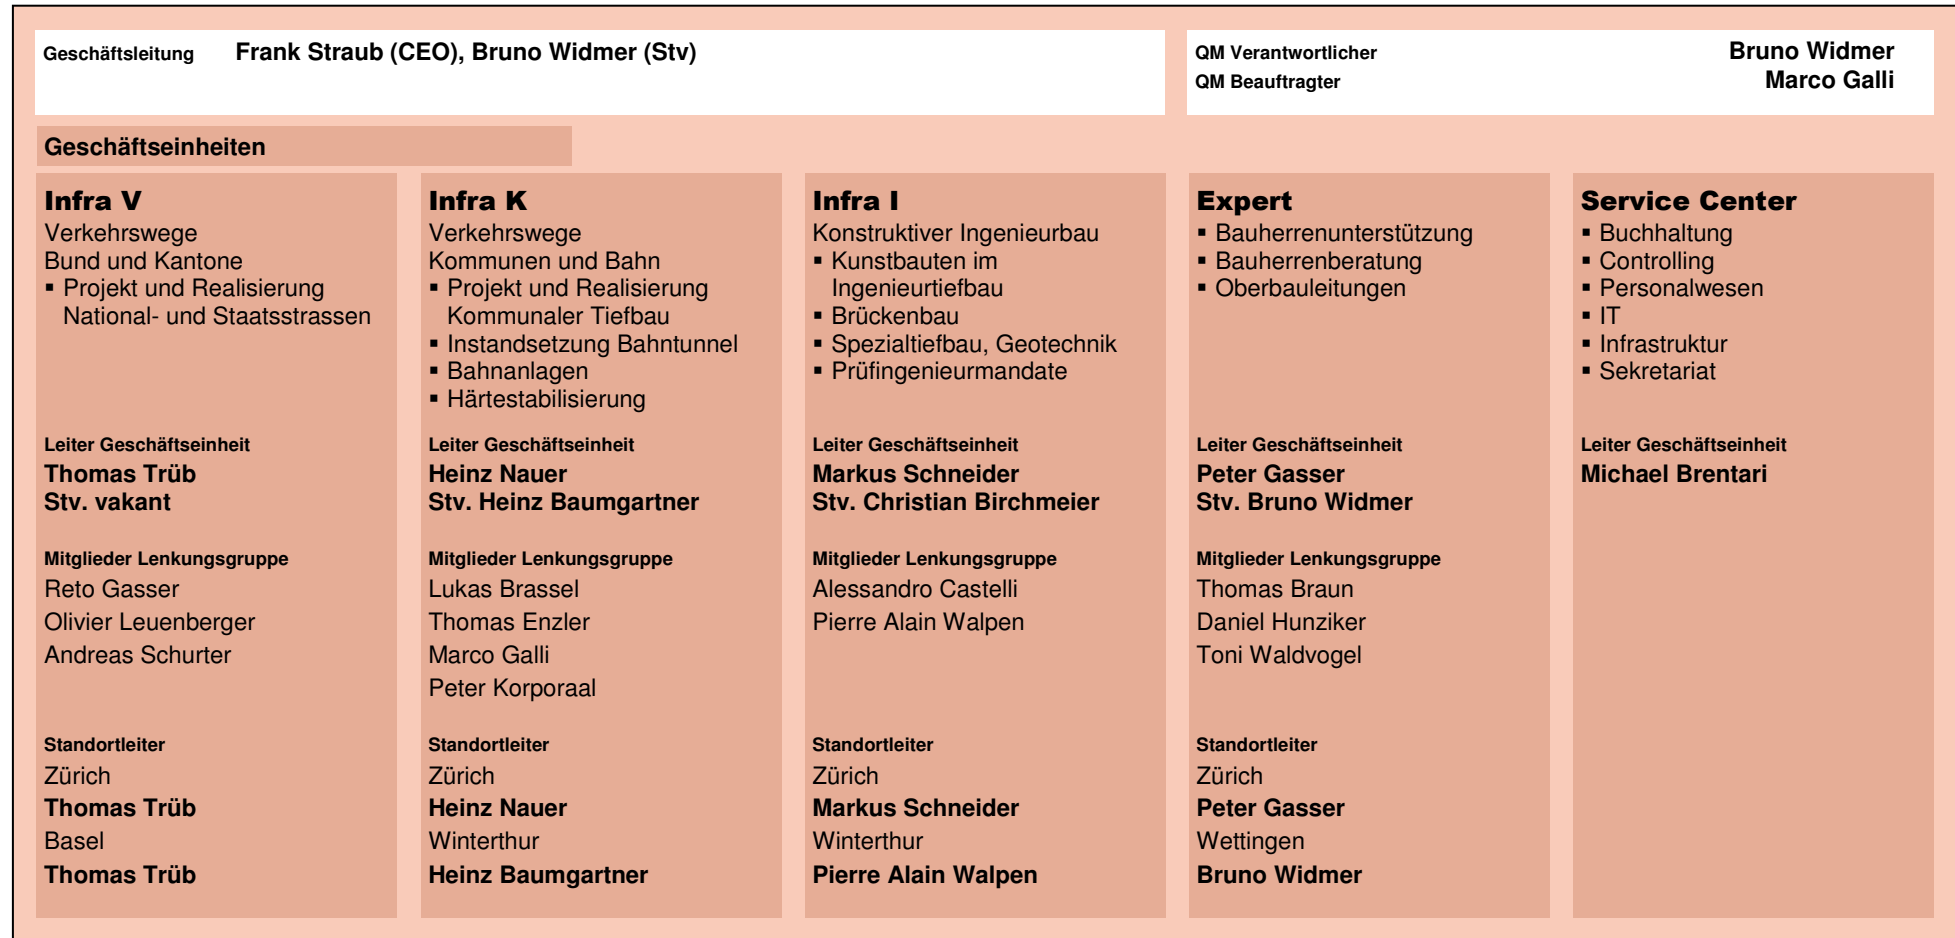 Geschäftsleitung Frank Straub (CEO), Bruno Widmer (Stv)
QM Verantwortlicher Bruno Widmer
QM Beauftragter Marco Galli
Geschäftseinheiten
Infra V
Verkehrswege
Bund und Kantone
▪ Projekt und Realisierung
National- und Staatsstrassen
Leiter Geschäftseinheit
Thomas Trüb
Stv. vakant
Mitglieder Lenkungsgruppe
Reto Gasser
Olivier Leuenberger
Andreas Schurter
Standortleiter
Zürich
Thomas Trüb
Basel
Thomas Trüb
Infra K
Verkehrswege
Kommunen und Bahn
▪ Projekt und Realisierung
Kommunaler Tiefbau
▪ Instandsetzung Bahntunnel
▪ Bahnanlagen
▪ Härtestabilisierung
Leiter Geschäftseinheit
Heinz Nauer
Stv. Heinz Baumgartner
Mitglieder Lenkungsgruppe
Lukas Brassel
Thomas Enzler
Marco Galli
Peter Korporaal
Standortleiter
Zürich
Heinz Nauer
Winterthur
Heinz Baumgartner
Infra I
Konstruktiver Ingenieurbau
▪ Kunstbauten im
Ingenieurtiefbau
▪ Brückenbau
▪ Spezialtiefbau, Geotechnik
▪ Prüfingenieurmandate
Leiter Geschäftseinheit
Markus Schneider
Stv. Christian Birchmeier
Mitglieder Lenkungsgruppe
Alessandro Castelli
Pierre Alain Walpen
Standortleiter
Zürich
Markus Schneider
Winterthur
Pierre Alain Walpen
Expert
▪ Bauherrenunterstützung
▪ Bauherrenberatung
▪ Oberbauleitungen
Leiter Geschäftseinheit
Peter Gasser
Stv. Bruno Widmer
Mitglieder Lenkungsgruppe
Thomas Braun
Daniel Hunziker
Toni Waldvogel
Standortleiter
Zürich
Peter Gasser
Wettingen
Bruno Widmer
Service Center
▪ Buchhaltung
▪ Controlling
▪ Personalwesen
▪ IT
▪ Infrastruktur
▪ Sekretariat
Leiter Geschäftseinheit
Michael Brentari